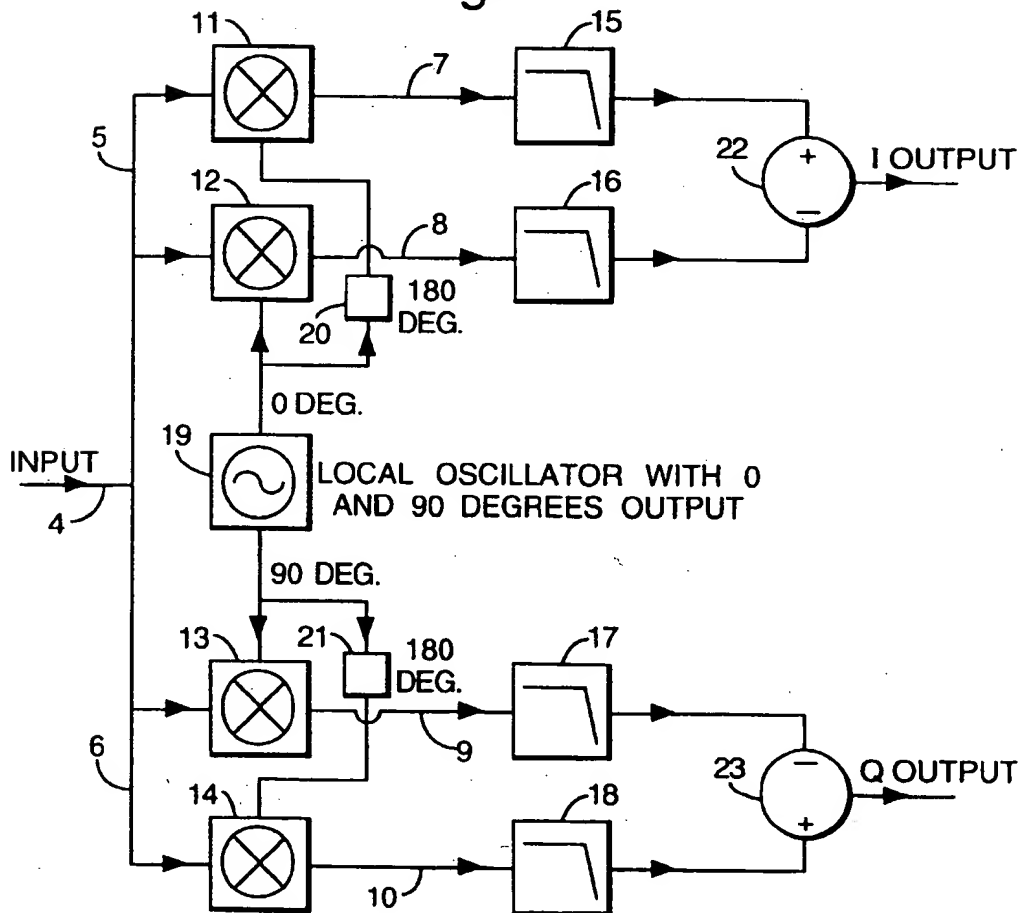 11
15
7
5
12
16
22
+
—
I OUTPUT
8
20
180
DEG.
0 DEG.
19
INPUT
4
LOCAL OSCILLATOR WITH 0
AND 90 DEGREES OUTPUT
90 DEG.
13
21
180
DEG.
17
9
6
14
18
23
—
+
Q OUTPUT
10